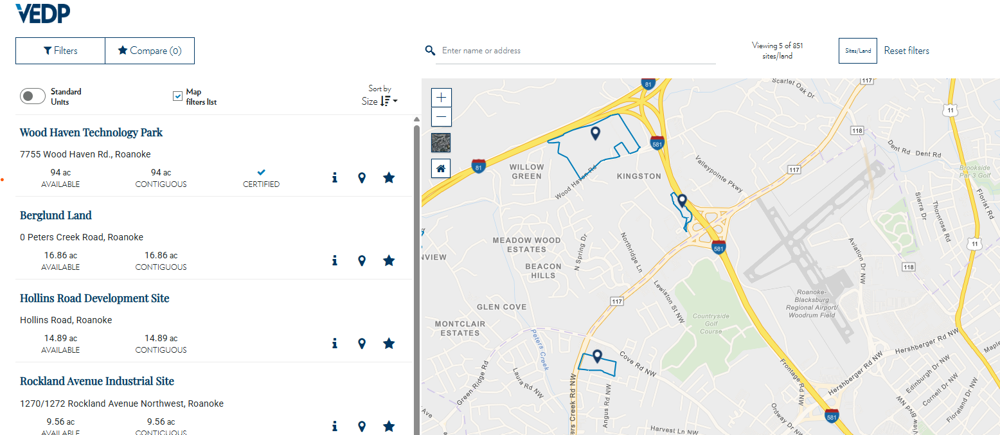 VEDP
Filters
Compare (0)
Enter name or address
Viewing 5 of 851
sites/land
Sites/Land
Reset filters
Standard
Units
Map
filters list
Sort by
Size
Wood Haven Technology Park
7755 Wood Haven Rd., Roanoke
94 ac
AVAILABLE
94 ac
CONTIGUOUS
CERTIFIED
Berglund Land
0 Peters Creek Road, Roanoke
16.86 ac
AVAILABLE
16.86 ac
CONTIGUOUS
Hollins Road Development Site
Hollins Road, Roanoke
14.89 ac
AVAILABLE
14.89 ac
CONTIGUOUS
Rockland Avenue Industrial Site
1270/1272 Rockland Avenue Northwest, Roanoke
9.56 ac
AVAILABLE
9.56 ac
CONTIGUOUS
81
Scarlet Oak Dr
117
11
118
581
Dent Rd
Dent Rd
81
WILLOW
GREEN
KINGSTON
Wood Haven Rd
Valleypointe Pkwy
117
Brookside
Par 3 Golf
Florist Rd
Sierra Dr
Thornrose Rd
MEADOW WOOD
ESTATES
N Spring Dr
Northridge Ln
581
Aviation Dr NW
11
NVIEW
BEACON
HILLS
118
Lewiston St NW
117
Roanoke-
Blacksburg
Regional Airport/
Woodrum Field
GLEN COVE
MONTCLAIR
ESTATES
Countryside
Golf
Course
Peters Creek
Hershberger Rd NW
Maple
Cove Rd NW
Green-Ridge Rd
Laura Rd NW
Frontage Rd NW
Hershberger Rd NW
Edinburgh Dr NW
Cornell Dr NW
Floraland Dr NW
View Blvd NW
ers Creek Rd NW
Angus Rd NW
Ordway Dr NW
581
Ave
Harvest Ln NW